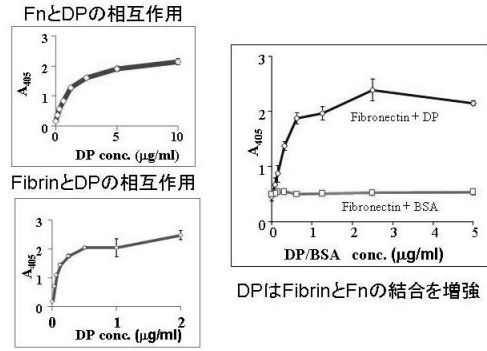 FnとDPの相互作用
3
2
1
0
A405
0
5
10
DP conc. (μg/ml)
FibrinとDPの相互作用
3
2
1
0
A405
0
1
2
DP conc. (μg/ml)
3
2
1
0
A405
Fibronectin + DP
Fibronectin + BSA
0
1
2
3
4
5
DP/BSA conc. (μg/ml)
DPはFibrinとFnの結合を増強